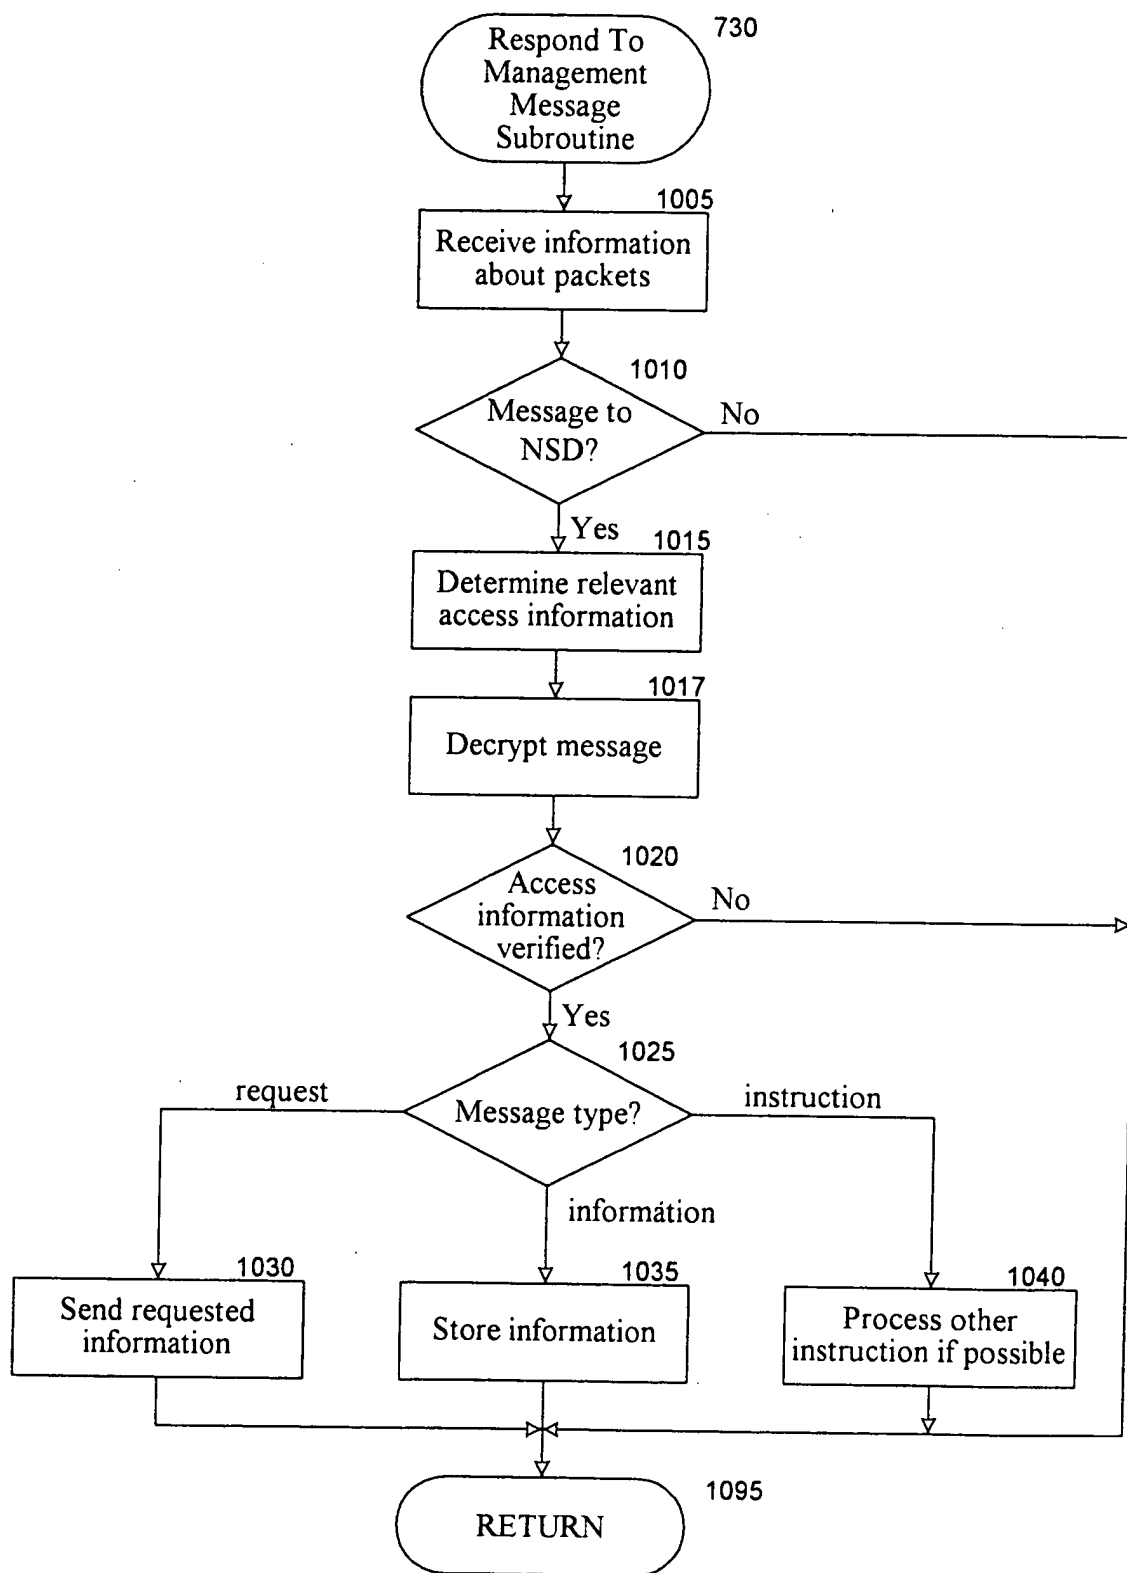 730
Respond To
Management
Message
Subroutine
1005
Receive information
about packets
1010
Message to
NSD?
No
Yes
1015
Determine relevant
access information
1017
Decrypt message
1020
Access
information
verified?
No
Yes
1025
Message type?
request
instruction
information
1030
Send requested
information
1035
Store information
1040
Process other
instruction if possible
1095
RETURN